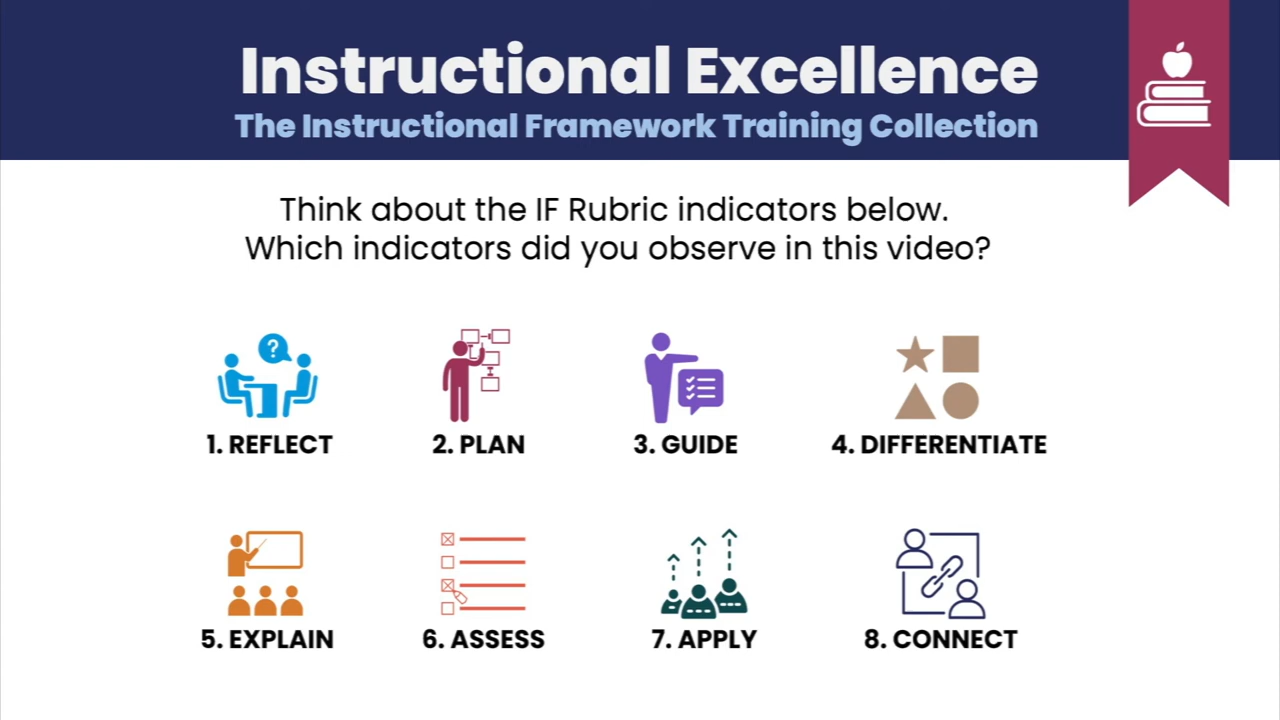 Instructional Excellence
The Instructional Framework Training Collection
Think about the IF Rubric indicators below.
Which indicators did you observe in this video?
?
1. REFLECT
2. PLAN
3. GUIDE
4. DIFFERENTIATE
5. EXPLAIN
6. ASSESS
7. APPLY
8. CONNECT